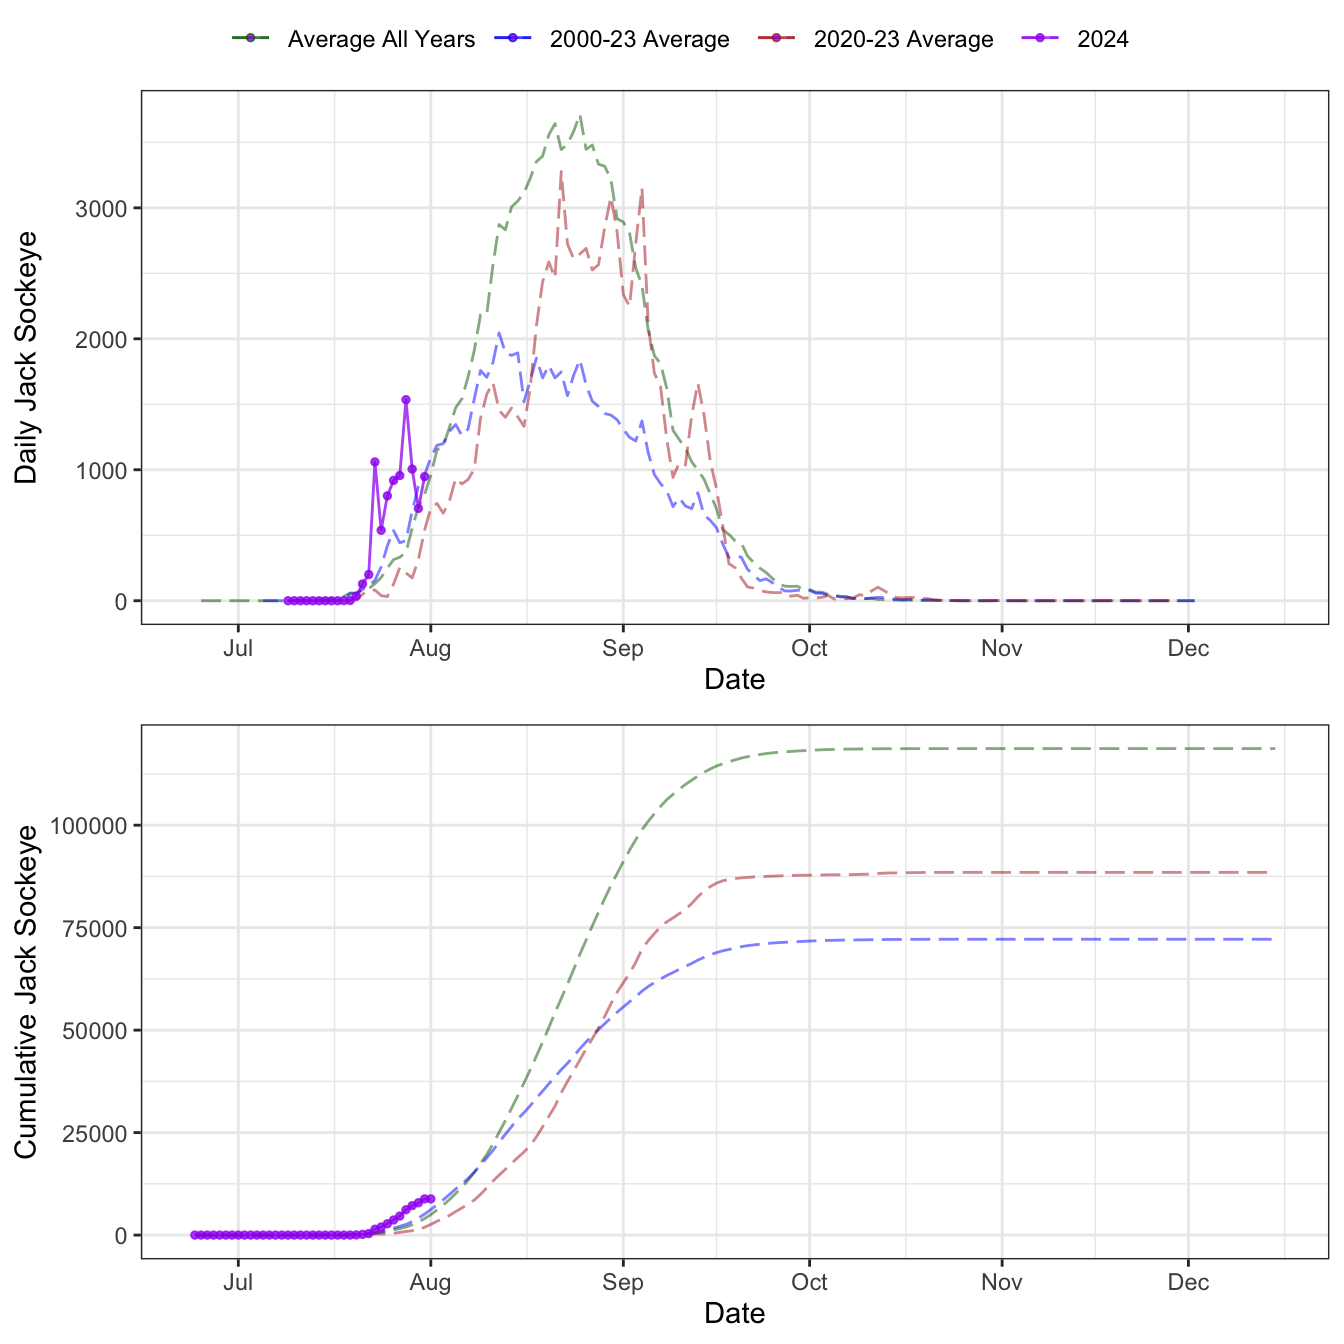 Average All Years 2000-23 Average 2020-23 Average 2024
Daily Jack Sockeye
3000
2000
1000
0
Jul Aug Sep Oct Nov Dec
Date
Cumulative Jack Sockeye
100000
75000
50000
25000
0
Jul Aug Sep Oct Nov Dec
Date